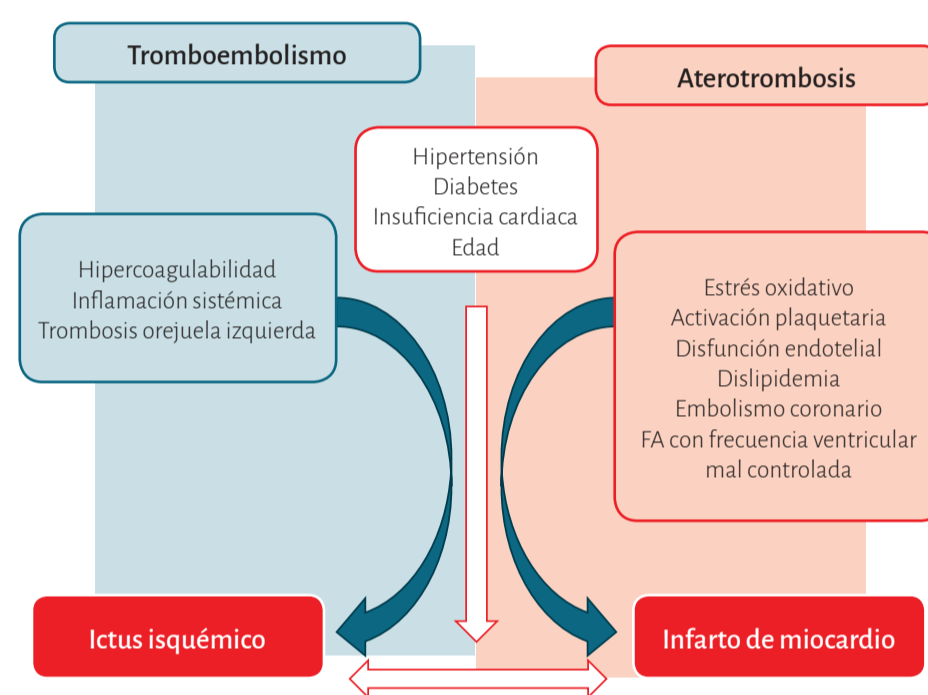 Tromboembolismo
Aterotrombosis
Hipertensión
Diabetes
Insuficiencia cardiaca
Edad
Hipercoagulabilidad
Inflamación sistémica
Trombosis orejuela izquierda
Estrés oxidativo
Activación plaquetaria
Disfunción endotelial
Dislipidemia
Embolismo coronario
FA con frecuencia ventricular
mal controlada
Ictus isquémico
Infarto de miocardio